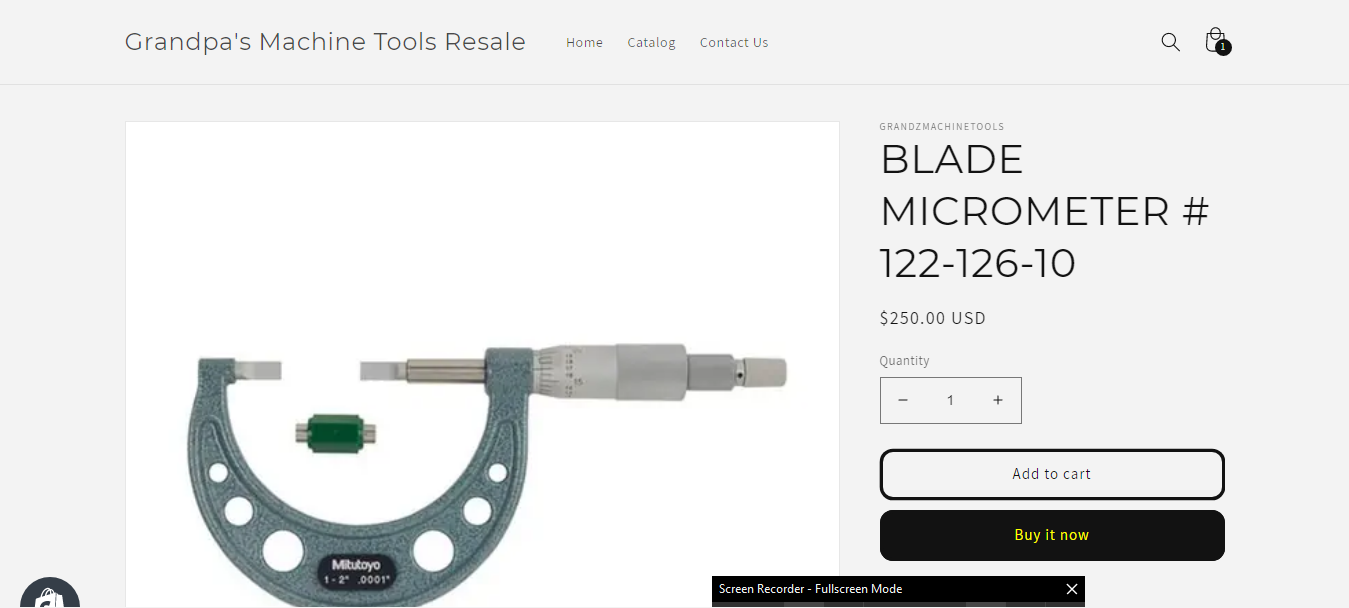 Grandpa's Machine Tools Resale
Home
Catalog
Contact Us
1
GRANDZMACHINETOOLS
BLADE
MICROMETER #
122-126-10
$250.00 USD
Quantity
− 1 +
Add to cart
Buy it now
15
Mitutoyo
1 - 2" .0001"
Screen Recorder - Fullscreen Mode